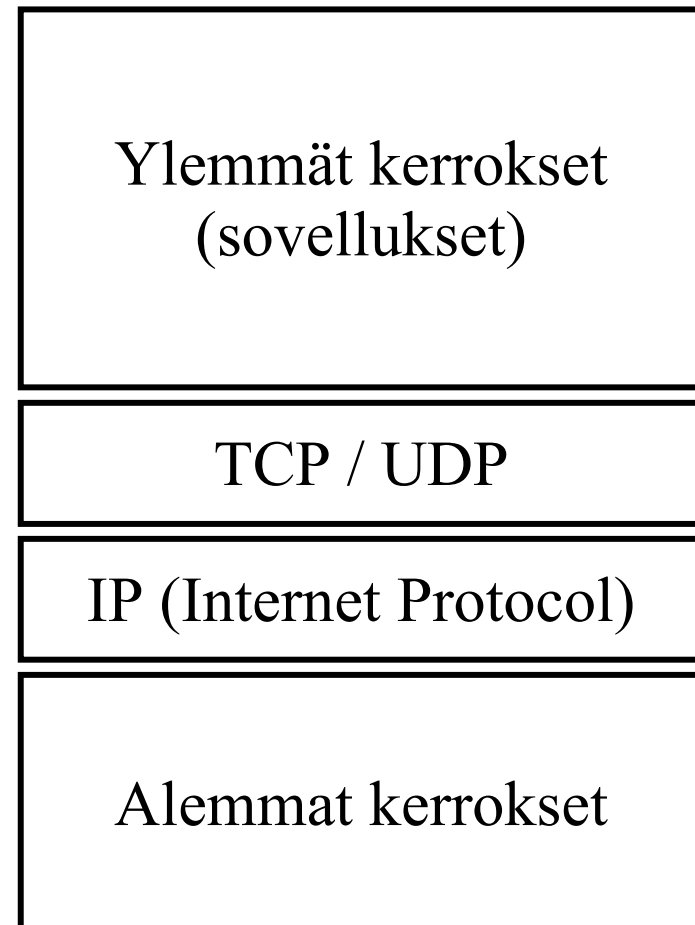 Ylemmät kerrokset
(sovellukset)
TCP / UDP
IP (Internet Protocol)
Alemmat kerrokset